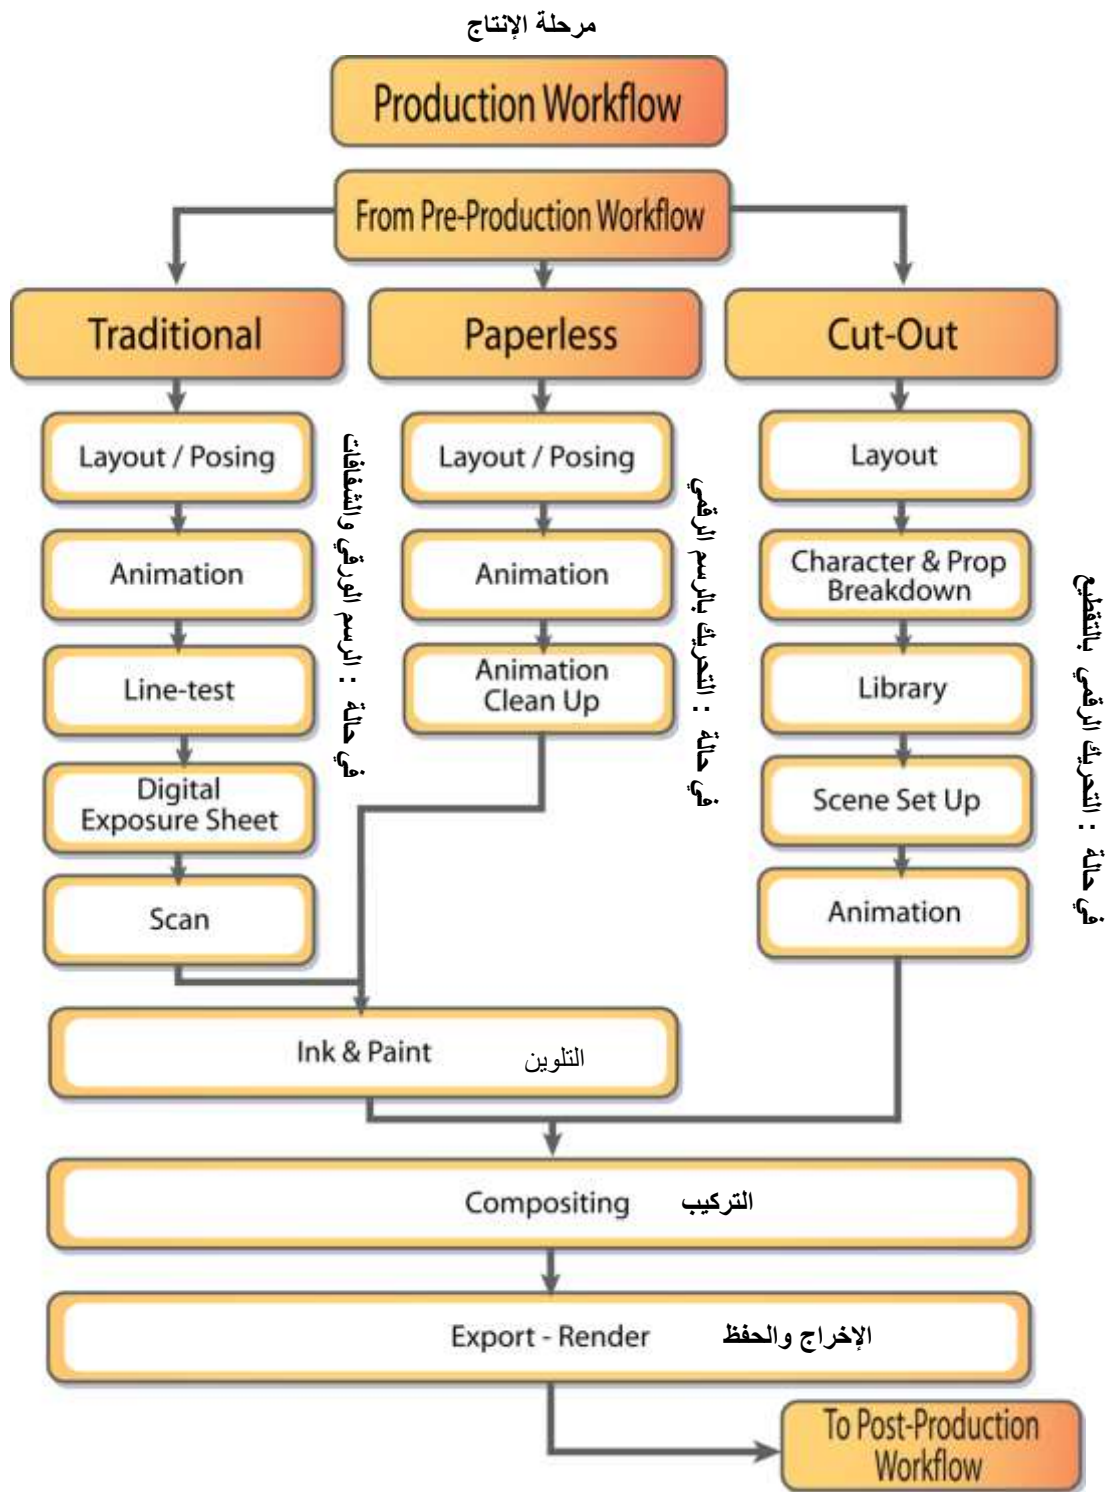 مرحلة الإنتاج
Production Workflow
From Pre-Production Workflow
Traditional
Layout / Posing
Animation
Line-test
Digital
Exposure Sheet
Scan
في حالة : الرسم الورقي والشفافات
Paperless
Layout / Posing
Animation
Animation
Clean Up
في حالة : التحريك بالرسم الرقمي
Cut-Out
Layout
Character & Prop
Breakdown
Library
Scene Set Up
Animation
في حالة : التحريك الرقمي بالتقطيع
Ink & Paint التلوين
Compositing التركيب
Export - Render الإخراج والحفظ
To Post-Production
Workflow